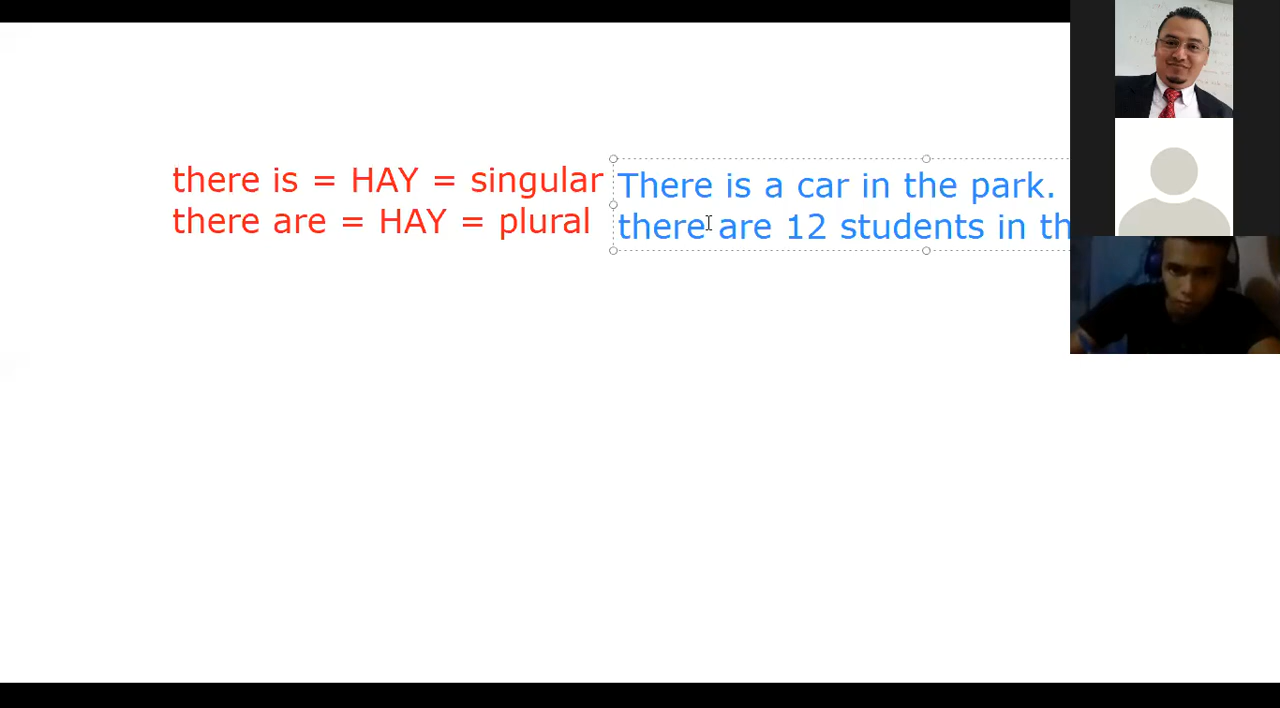 there is = HAY = singular
there are = HAY = plural
There is a car in the park.
there are 12 students in